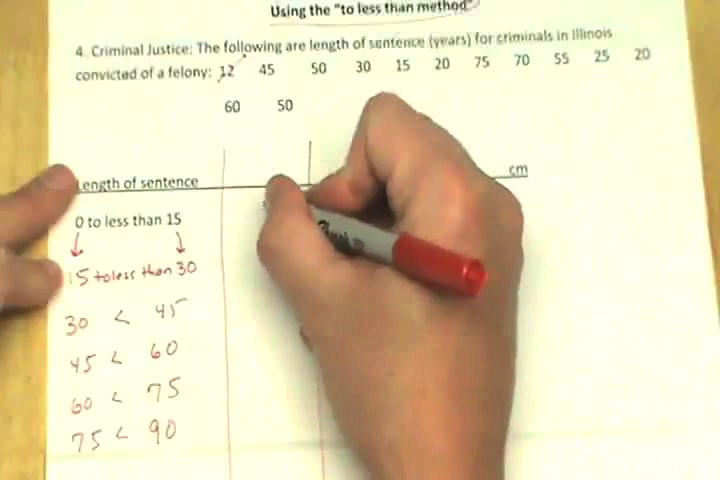 Using the "to less than method"
4. Criminal Justice: The following are length of sentence (years) for criminals in Illinois
convicted of a felony: 12 45 50 30 15 20 75 70 55 25 20
60 50
Length of sentence cm
0 to less than 15
15 to less than 30
30 < 45
45 < 60
60 < 75
75 < 90